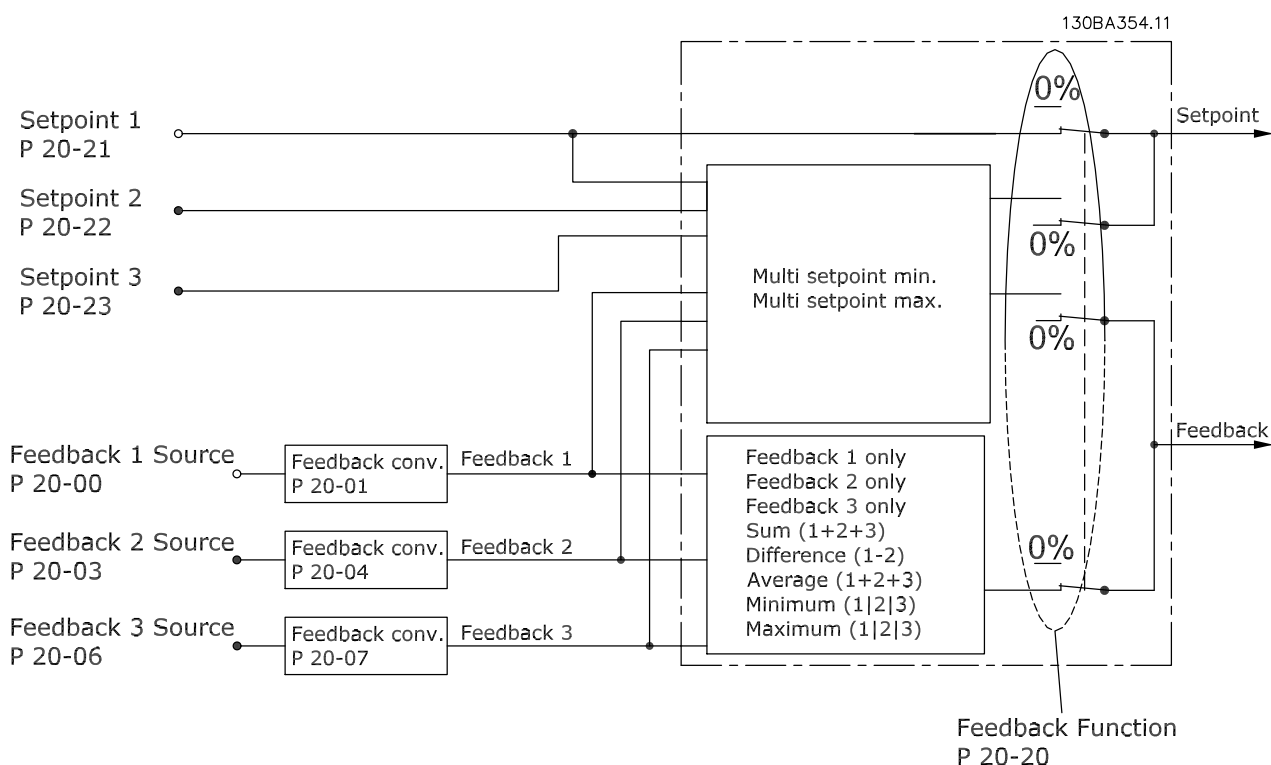 130BA354.11
0%
Setpoint 1
P 20-21
Setpoint
Setpoint 2
P 20-22
0%
Setpoint 3
P 20-23
Multi setpoint min.
Multi setpoint max.
0%
Feedback
Feedback 1 Source
P 20-00
Feedback conv.
P 20-01
Feedback 1
Feedback 2 Source
P 20-03
Feedback conv.
P 20-04
Feedback 2
Feedback 3 Source
P 20-06
Feedback conv.
P 20-07
Feedback 3
Feedback 1 only
Feedback 2 only
Feedback 3 only
Sum (1+2+3)
Difference (1-2)
Average (1+2+3)
Minimum (1|2|3)
Maximum (1|2|3)
0%
Feedback Function
P 20-20